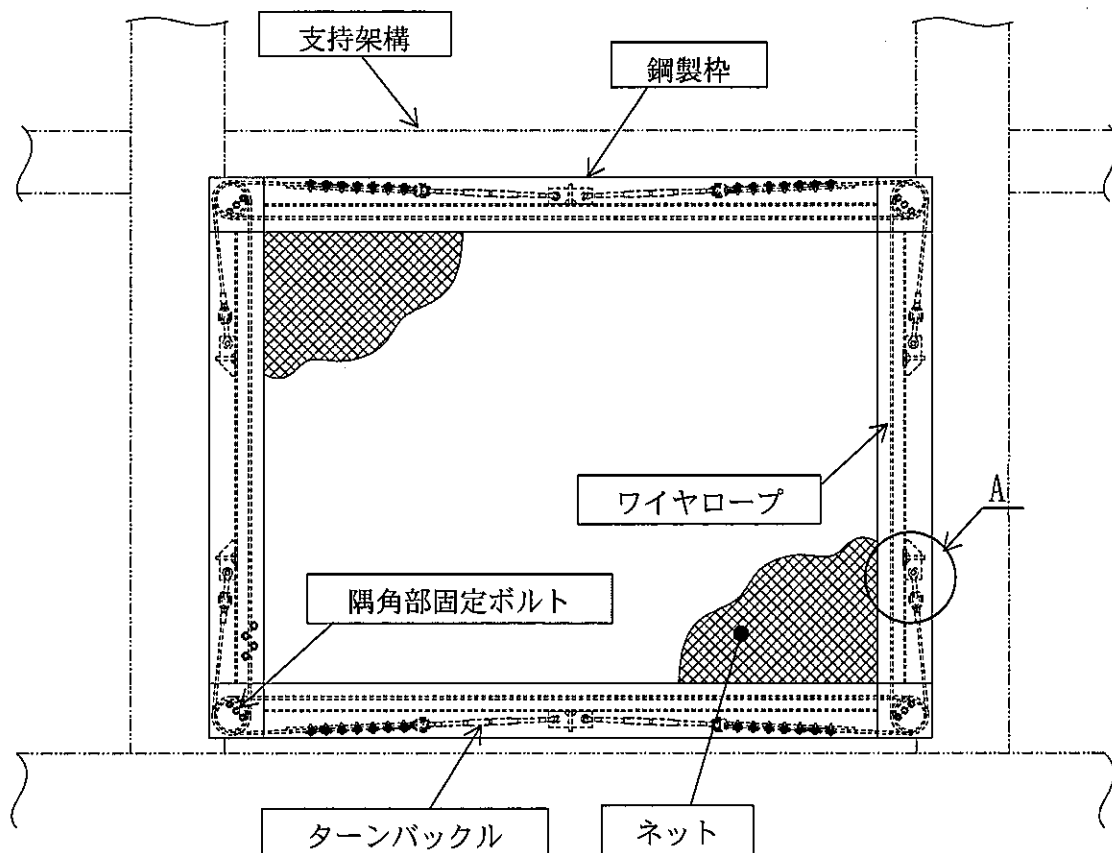 支持架構
鋼製枠
ワイヤロープ
A
隅角部固定ボルト
ターンバックル
ネット